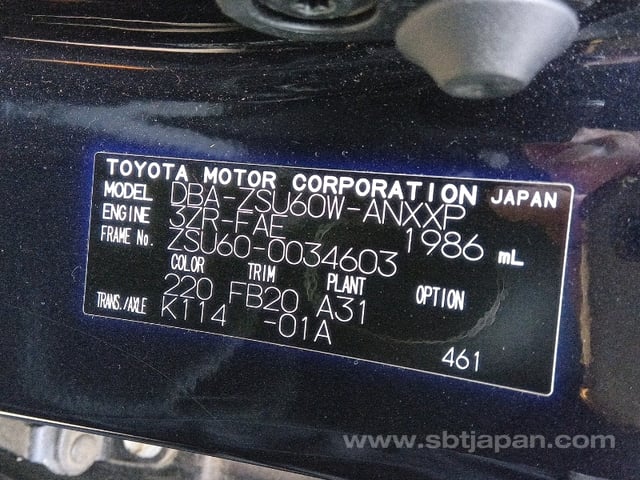 TOYOTA MOTOR CORPORATION JAPAN
MODEL DBA-ZSU60W-ANXXP
ENGINE 3ZR-FAE 1986 mL
FRAME No. ZSU60-0034603
COLOR TRIM PLANT OPTION
220 FB20 A31
TRANS./AXLE K114 -01A
461
www.sbtjapan.com